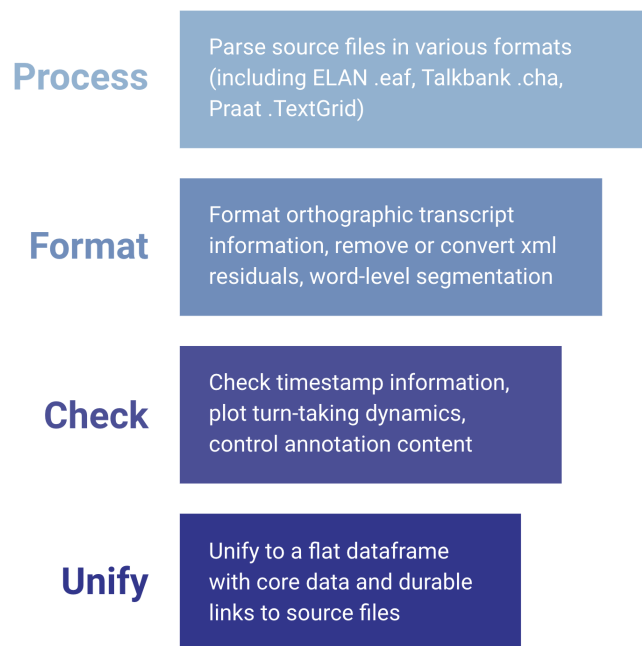 Process
Parse source files in various formats
(including ELAN .eaf, Talkbank .cha,
Praat .TextGrid)
Format
Format orthographic transcript
information, remove or convert xml
residuals, word-level segmentation
Check
Check timestamp information,
plot turn-taking dynamics,
control annotation content
Unify
Unify to a flat dataframe
with core data and durable
links to source files